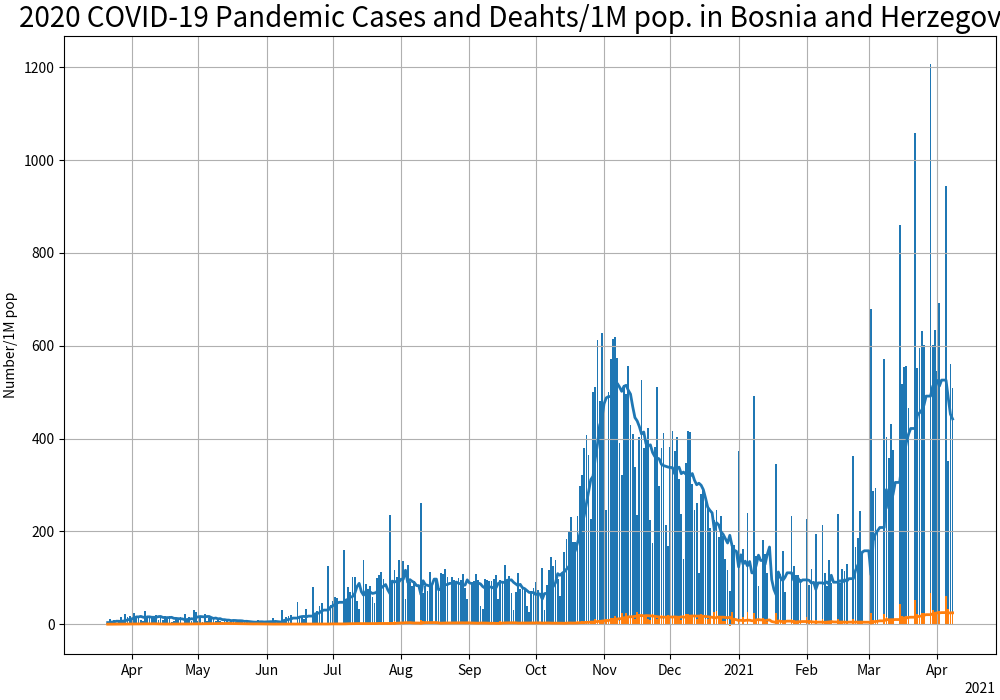 2020 COVID-19 Pandemic Cases and Deahts/1M pop. in Bosnia and Herzegov
Number/1M pop
1200
1000
800
600
400
200
0
Apr May Jun Jul Aug Sep Oct Nov Dec 2021 Feb Mar Apr
2021